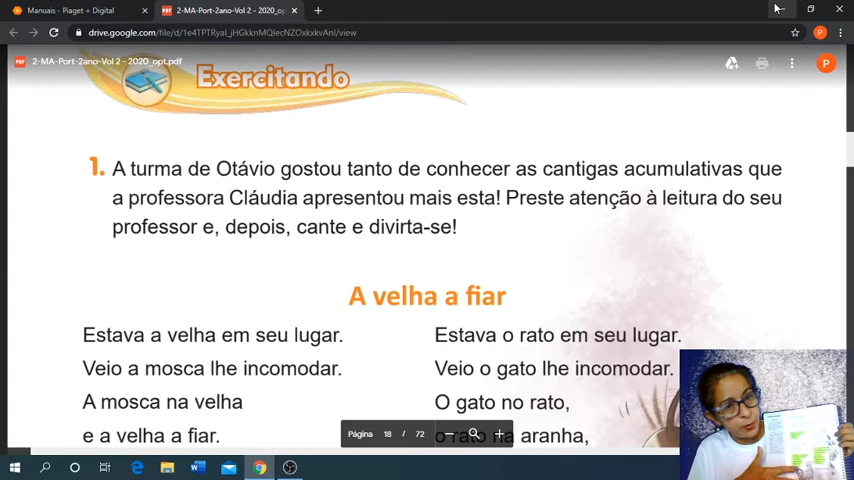 Manuais - Piaget + Digital
2-MA-Port-2ano-Vol 2 - 2020_op
drive.google.com/file/d/1e4TPTRyal_jHGkknMQlecNZOxkxkvAnI/view
2-MA-Port-2ano-Vol 2 - 2020_opt.pdf
Exercitando
1. A turma de Otávio gostou tanto de conhecer as cantigas acumulativas que
a professora Cláudia apresentou mais esta! Preste atenção à leitura do seu
professor e, depois, cante e divirta-se!
A velha a fiar
Estava a velha em seu lugar.
Veio a mosca lhe incomodar.
A mosca na velha
e a velha a fiar.
Estava o rato em seu lugar.
Veio o gato lhe incomodar.
O gato no rato,
o rato na aranha,
Página 18 / 72